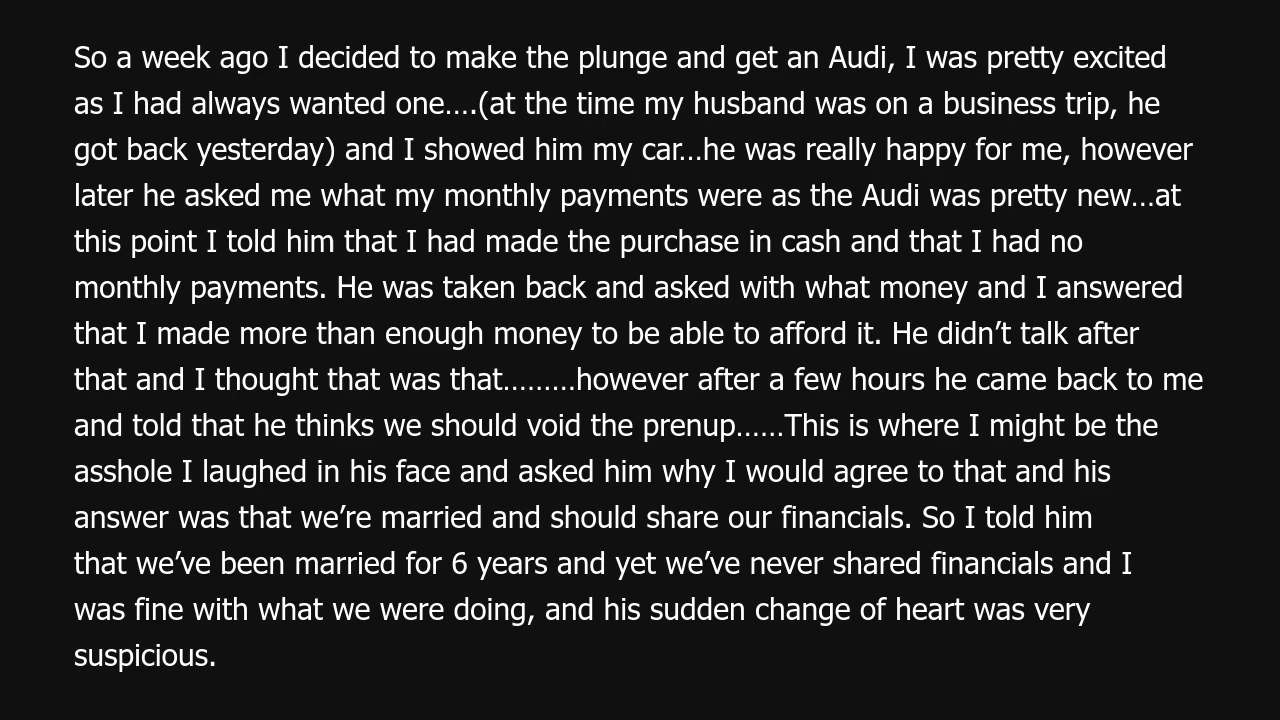 So a week ago I decided to make the plunge and get an Audi, I was pretty excited
as I had always wanted one….(at the time my husband was on a business trip, he
got back yesterday) and I showed him my car…he was really happy for me, however
later he asked me what my monthly payments were as the Audi was pretty new…at
this point I told him that I had made the purchase in cash and that I had no
monthly payments. He was taken back and asked with what money and I answered
that I made more than enough money to be able to afford it. He didn’t talk after
that and I thought that was that………however after a few hours he came back to me
and told that he thinks we should void the prenup……This is where I might be the
asshole I laughed in his face and asked him why I would agree to that and his
answer was that we’re married and should share our financials. So I told him
that we’ve been married for 6 years and yet we’ve never shared financials and I
was fine with what we were doing, and his sudden change of heart was very
suspicious.